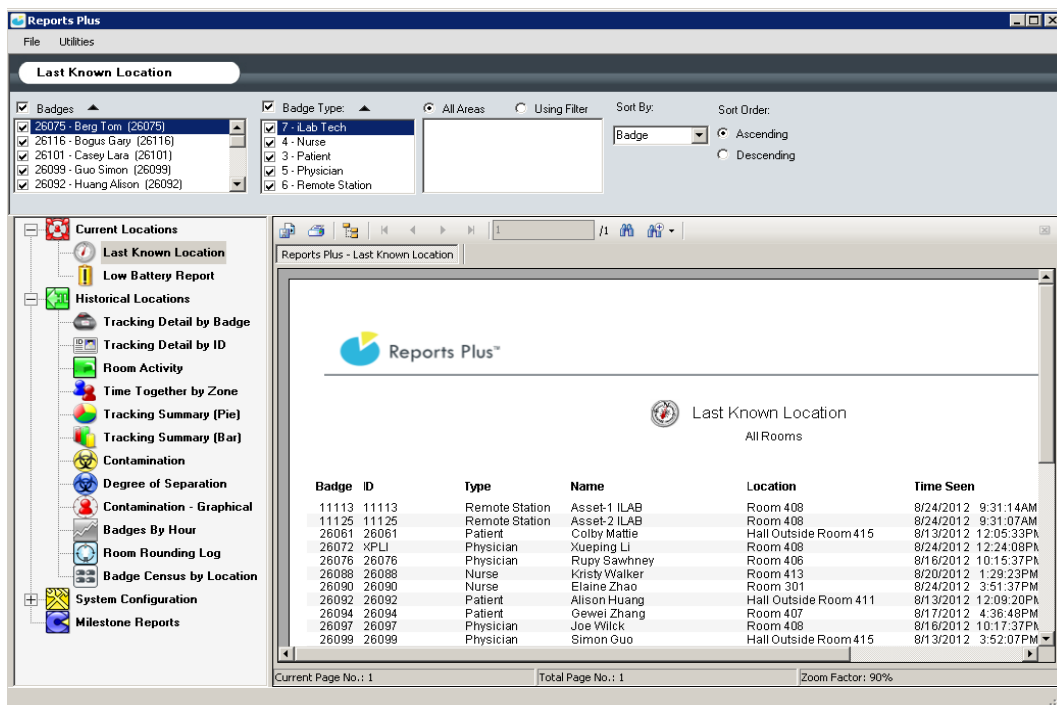 Reports Plus
File Utilities
Last Known Location
Badges Badge Type: All Areas Using Filter Sort By: Sort Order:
26075 - Berg Tom (26075)
26116 - Bogus Gary (26116)
26101 - Casey Lara (26101)
26099 - Guo Simon (26099)
26092 - Huang Alison (26092)
7 - iLab Tech
4 - Nurse
3 - Patient
5 - Physician
6 - Remote Station
Badge
Ascending
Descending
Current Locations
Last Known Location
Low Battery Report
Historical Locations
Tracking Detail by Badge
Tracking Detail by ID
Room Activity
Time Together by Zone
Tracking Summary (Pie)
Tracking Summary (Bar)
Contamination
Degree of Separation
Contamination - Graphical
Badges By Hour
Room Rounding Log
Badge Census by Location
System Configuration
Milestone Reports
1 /1
Reports Plus - Last Known Location
Reports Plus™
Last Known Location
All Rooms
Badge ID Type Name Location Time Seen
11113 11113 Remote Station Asset-1 ILAB Room 408 8/24/2012 9:31:14AM
11125 11125 Remote Station Asset-2 ILAB Room 408 8/24/2012 9:31:07AM
26061 26061 Patient Colby Mattie Hall Outside Room 415 8/13/2012 12:05:33PM
26072 XPLI Physician Xueping Li Room 408 8/24/2012 12:24:08PM
26076 26076 Physician Rupy Sawhney Room 406 8/16/2012 10:15:37PM
26088 26088 Nurse Kristy Walker Room 413 8/20/2012 1:29:23PM
26090 26090 Nurse Elaine Zhao Room 301 8/24/2012 3:51:37PM
26092 26092 Patient Alison Huang Hall Outside Room 411 8/13/2012 12:09:20PM
26094 26094 Patient Gewei Zhang Room 407 8/17/2012 4:36:48PM
26097 26097 Physician Joe Wilck Room 408 8/16/2012 10:17:37PM
26099 26099 Physician Simon Guo Hall Outside Room 415 8/13/2012 3:52:07PM
Current Page No.: 1 Total Page No.: 1 Zoom Factor: 90%